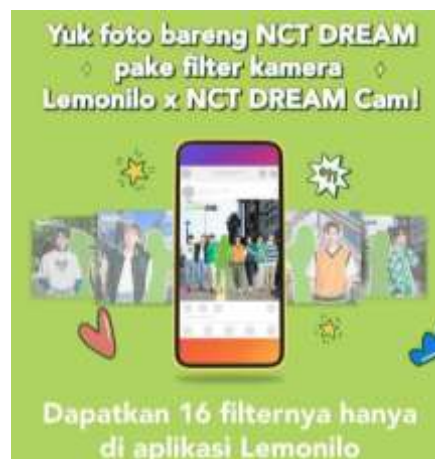 Yuk foto bareng NCT DREAM
pake filter kamera
Lemonilo x NCT DREAM Cam!
Dapatkan 16 filternya hanya
di aplikasi Lemonilo